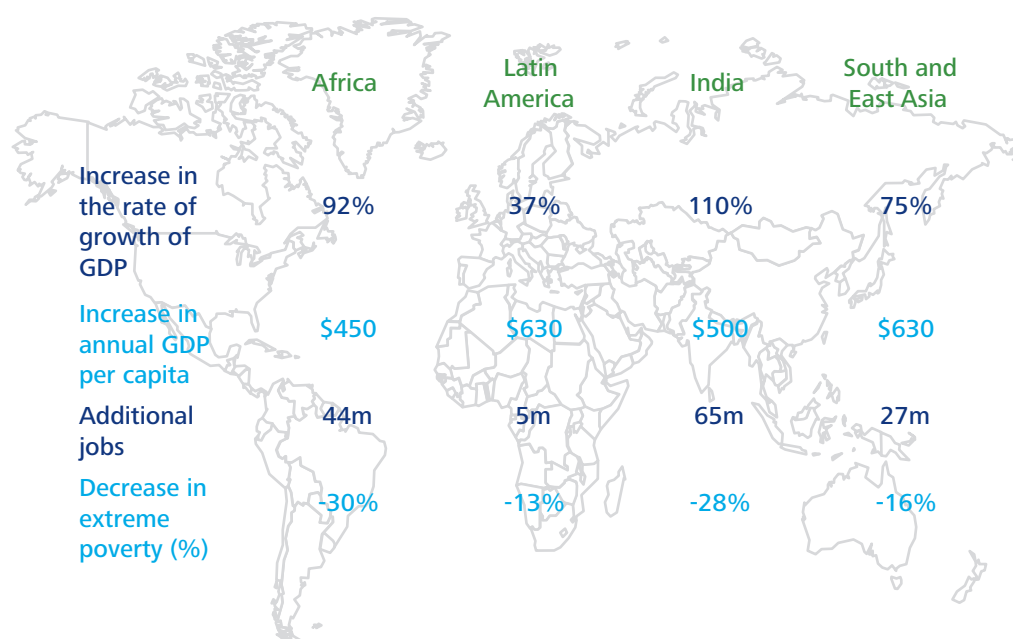 Africa
Latin
America
India
South and
East Asia
Increase in
the rate of
growth of
GDP
92%
37%
110%
75%
Increase in
annual GDP
per capita
$450
$630
$500
$630
Additional
jobs
44m
5m
65m
27m
Decrease in
extreme
poverty (%)
-30%
-13%
-28%
-16%